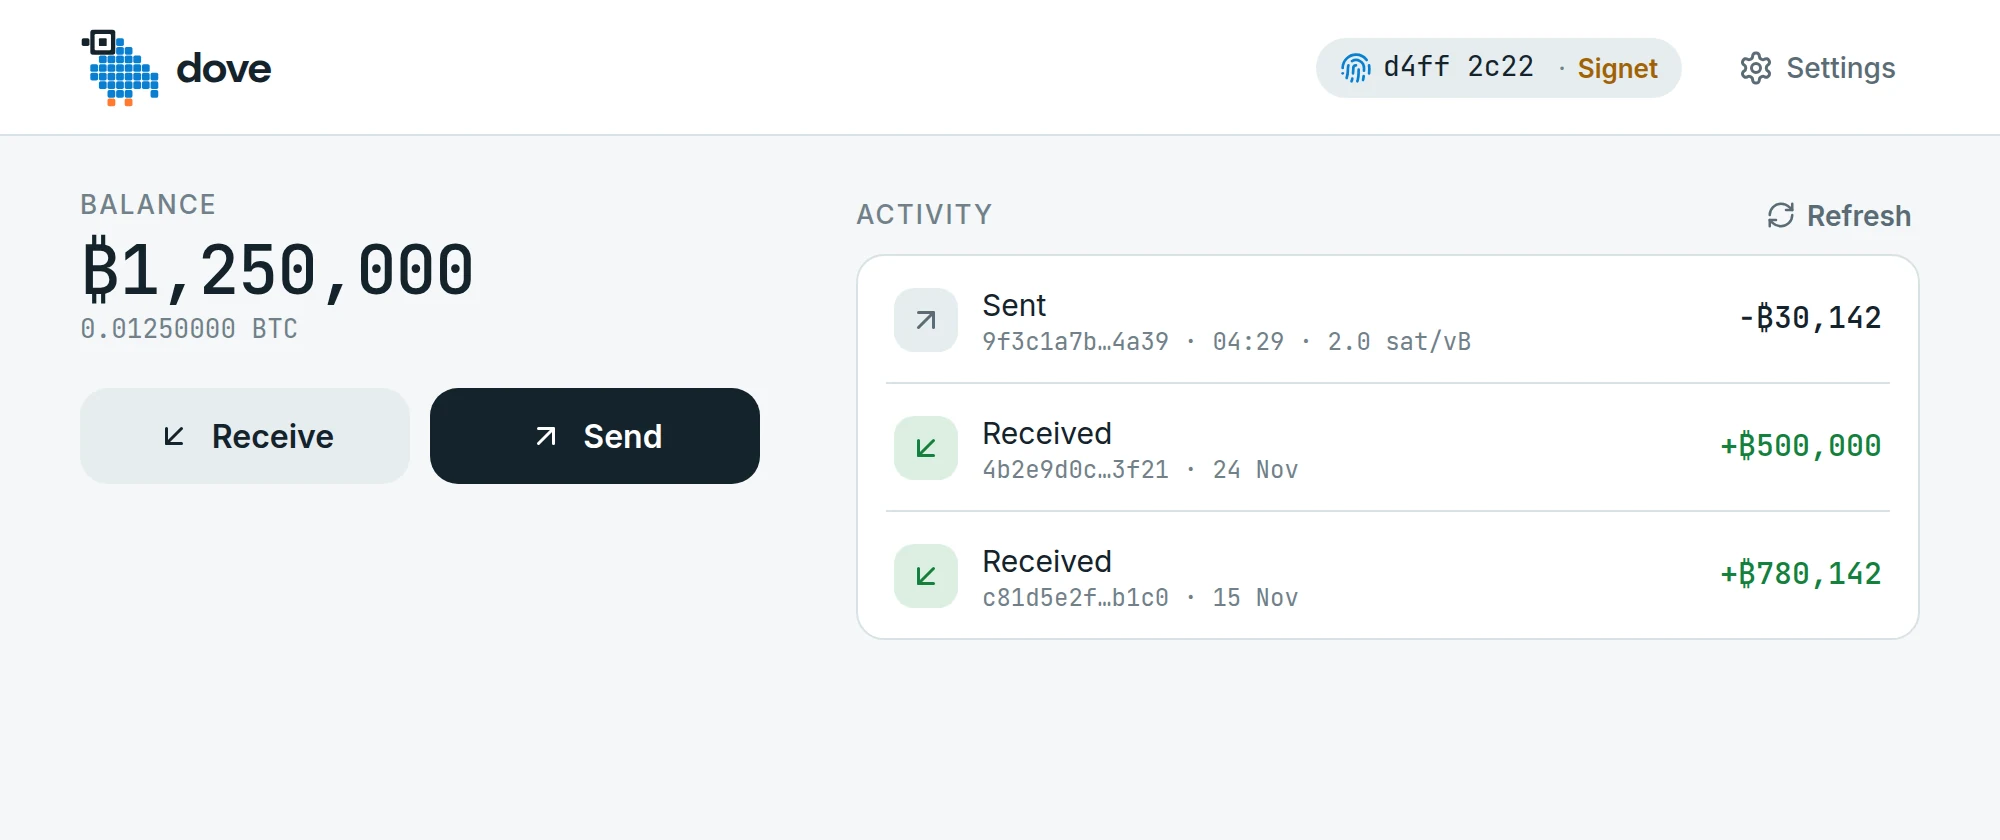 dove
d4ff 2c22 · Signet
Settings
BALANCE
₿1,250,000
0.01250000 BTC
Receive
Send
ACTIVITY
Refresh
Sent
9f3c1a7b…4a39 · 04:29 · 2.0 sat/vB
-₿30,142
Received
4b2e9d0c…3f21 · 24 Nov
+₿500,000
Received
c81d5e2f…b1c0 · 15 Nov
+₿780,142